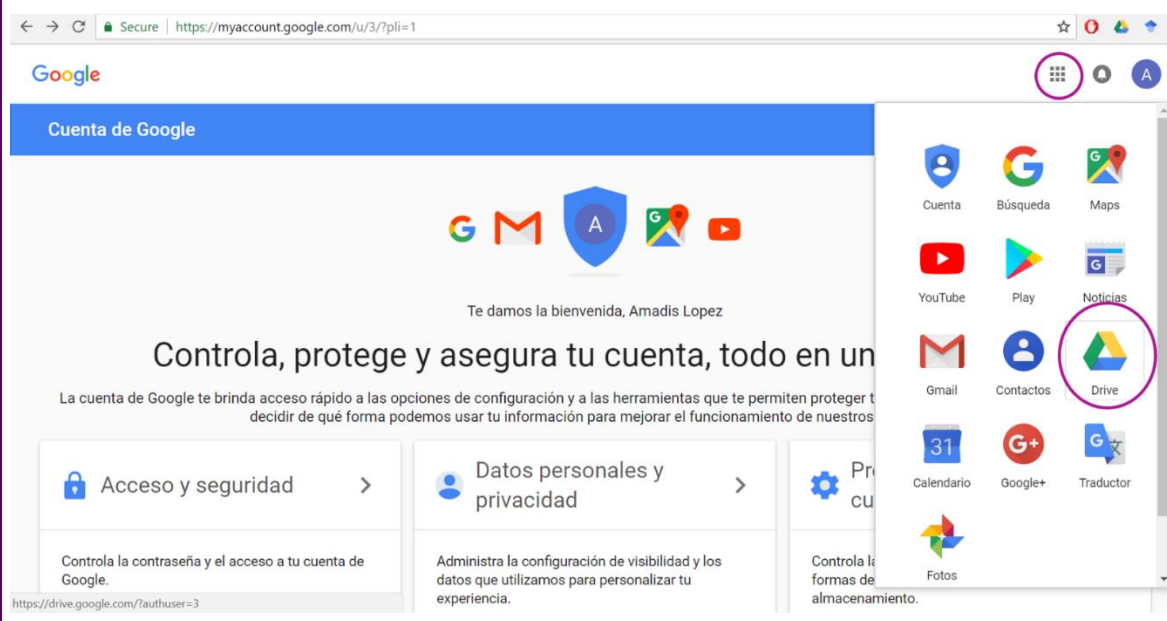 Secure | https://myaccount.google.com/u/3/?pli=1
Google
A
Cuenta de Google
G A G
Te damos la bienvenida, Amadis Lopez
Controla, protege y asegura tu cuenta, todo en un
La cuenta de Google te brinda acceso rápido a las opciones de configuración y a las herramientas que te permiten proteger t
decidir de qué forma podemos usar tu información para mejorar el funcionamiento de nuestros
Acceso y seguridad
Datos personales y
privacidad
Pr
cu
Controla la contraseña y el acceso a tu cuenta de
Google.
Administra la configuración de visibilidad y los
datos que utilizamos para personalizar tu
experiencia.
Controla l
formas de
almacenamiento.
G G
Cuenta Búsqueda Maps
G
YouTube Play Noticias
Gmail Contactos Drive
31 G+ G
Calendario Google+ Traductor
Fotos
https://drive.google.com/?authuser=3